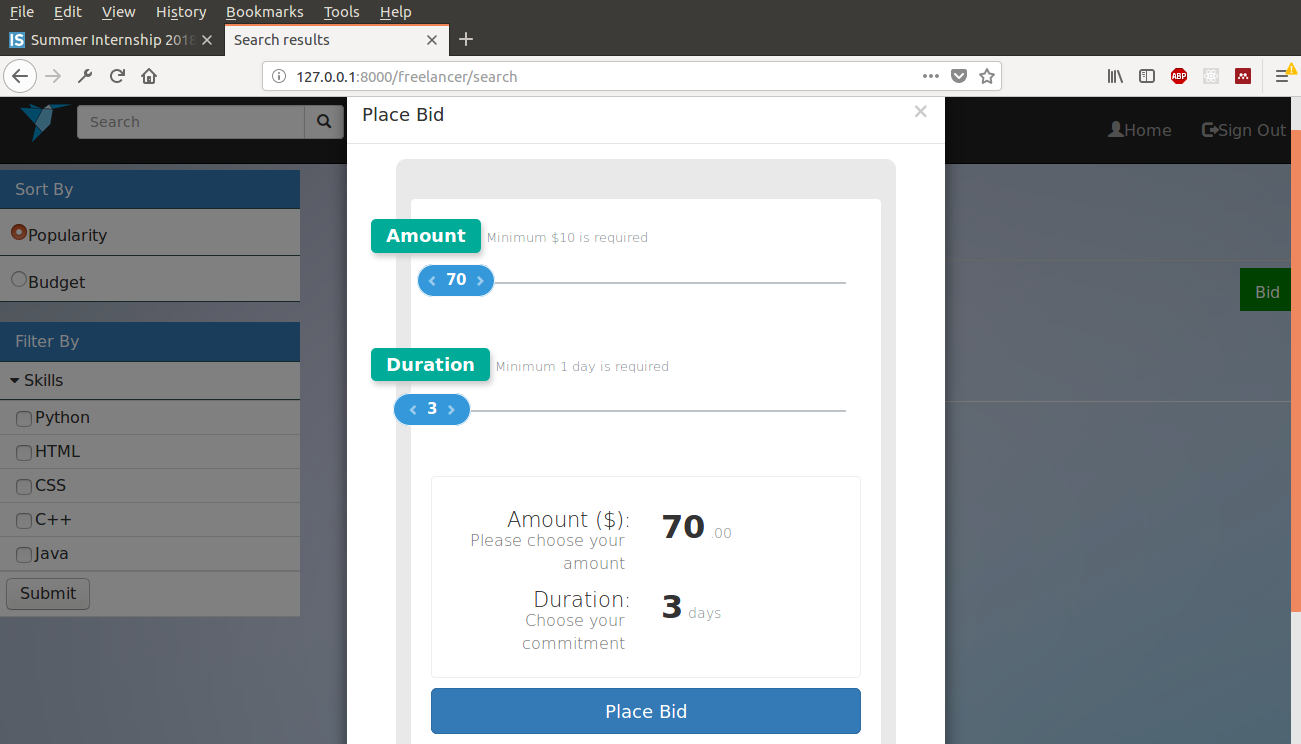 File Edit View History Bookmarks Tools Help
IS Summer Internship 2018
Search results
127.0.0.1:8000/freelancer/search
ABP
Search
Place Bid
Home
Sign Out
Sort By
Popularity
Budget
Filter By
Skills
Python
HTML
CSS
C++
Java
Submit
Amount Minimum $10 is required
70
Duration Minimum 1 day is required
3
Amount ($): 70 .00
Please choose your
amount
Duration: 3 days
Choose your
commitment
Place Bid
Bid